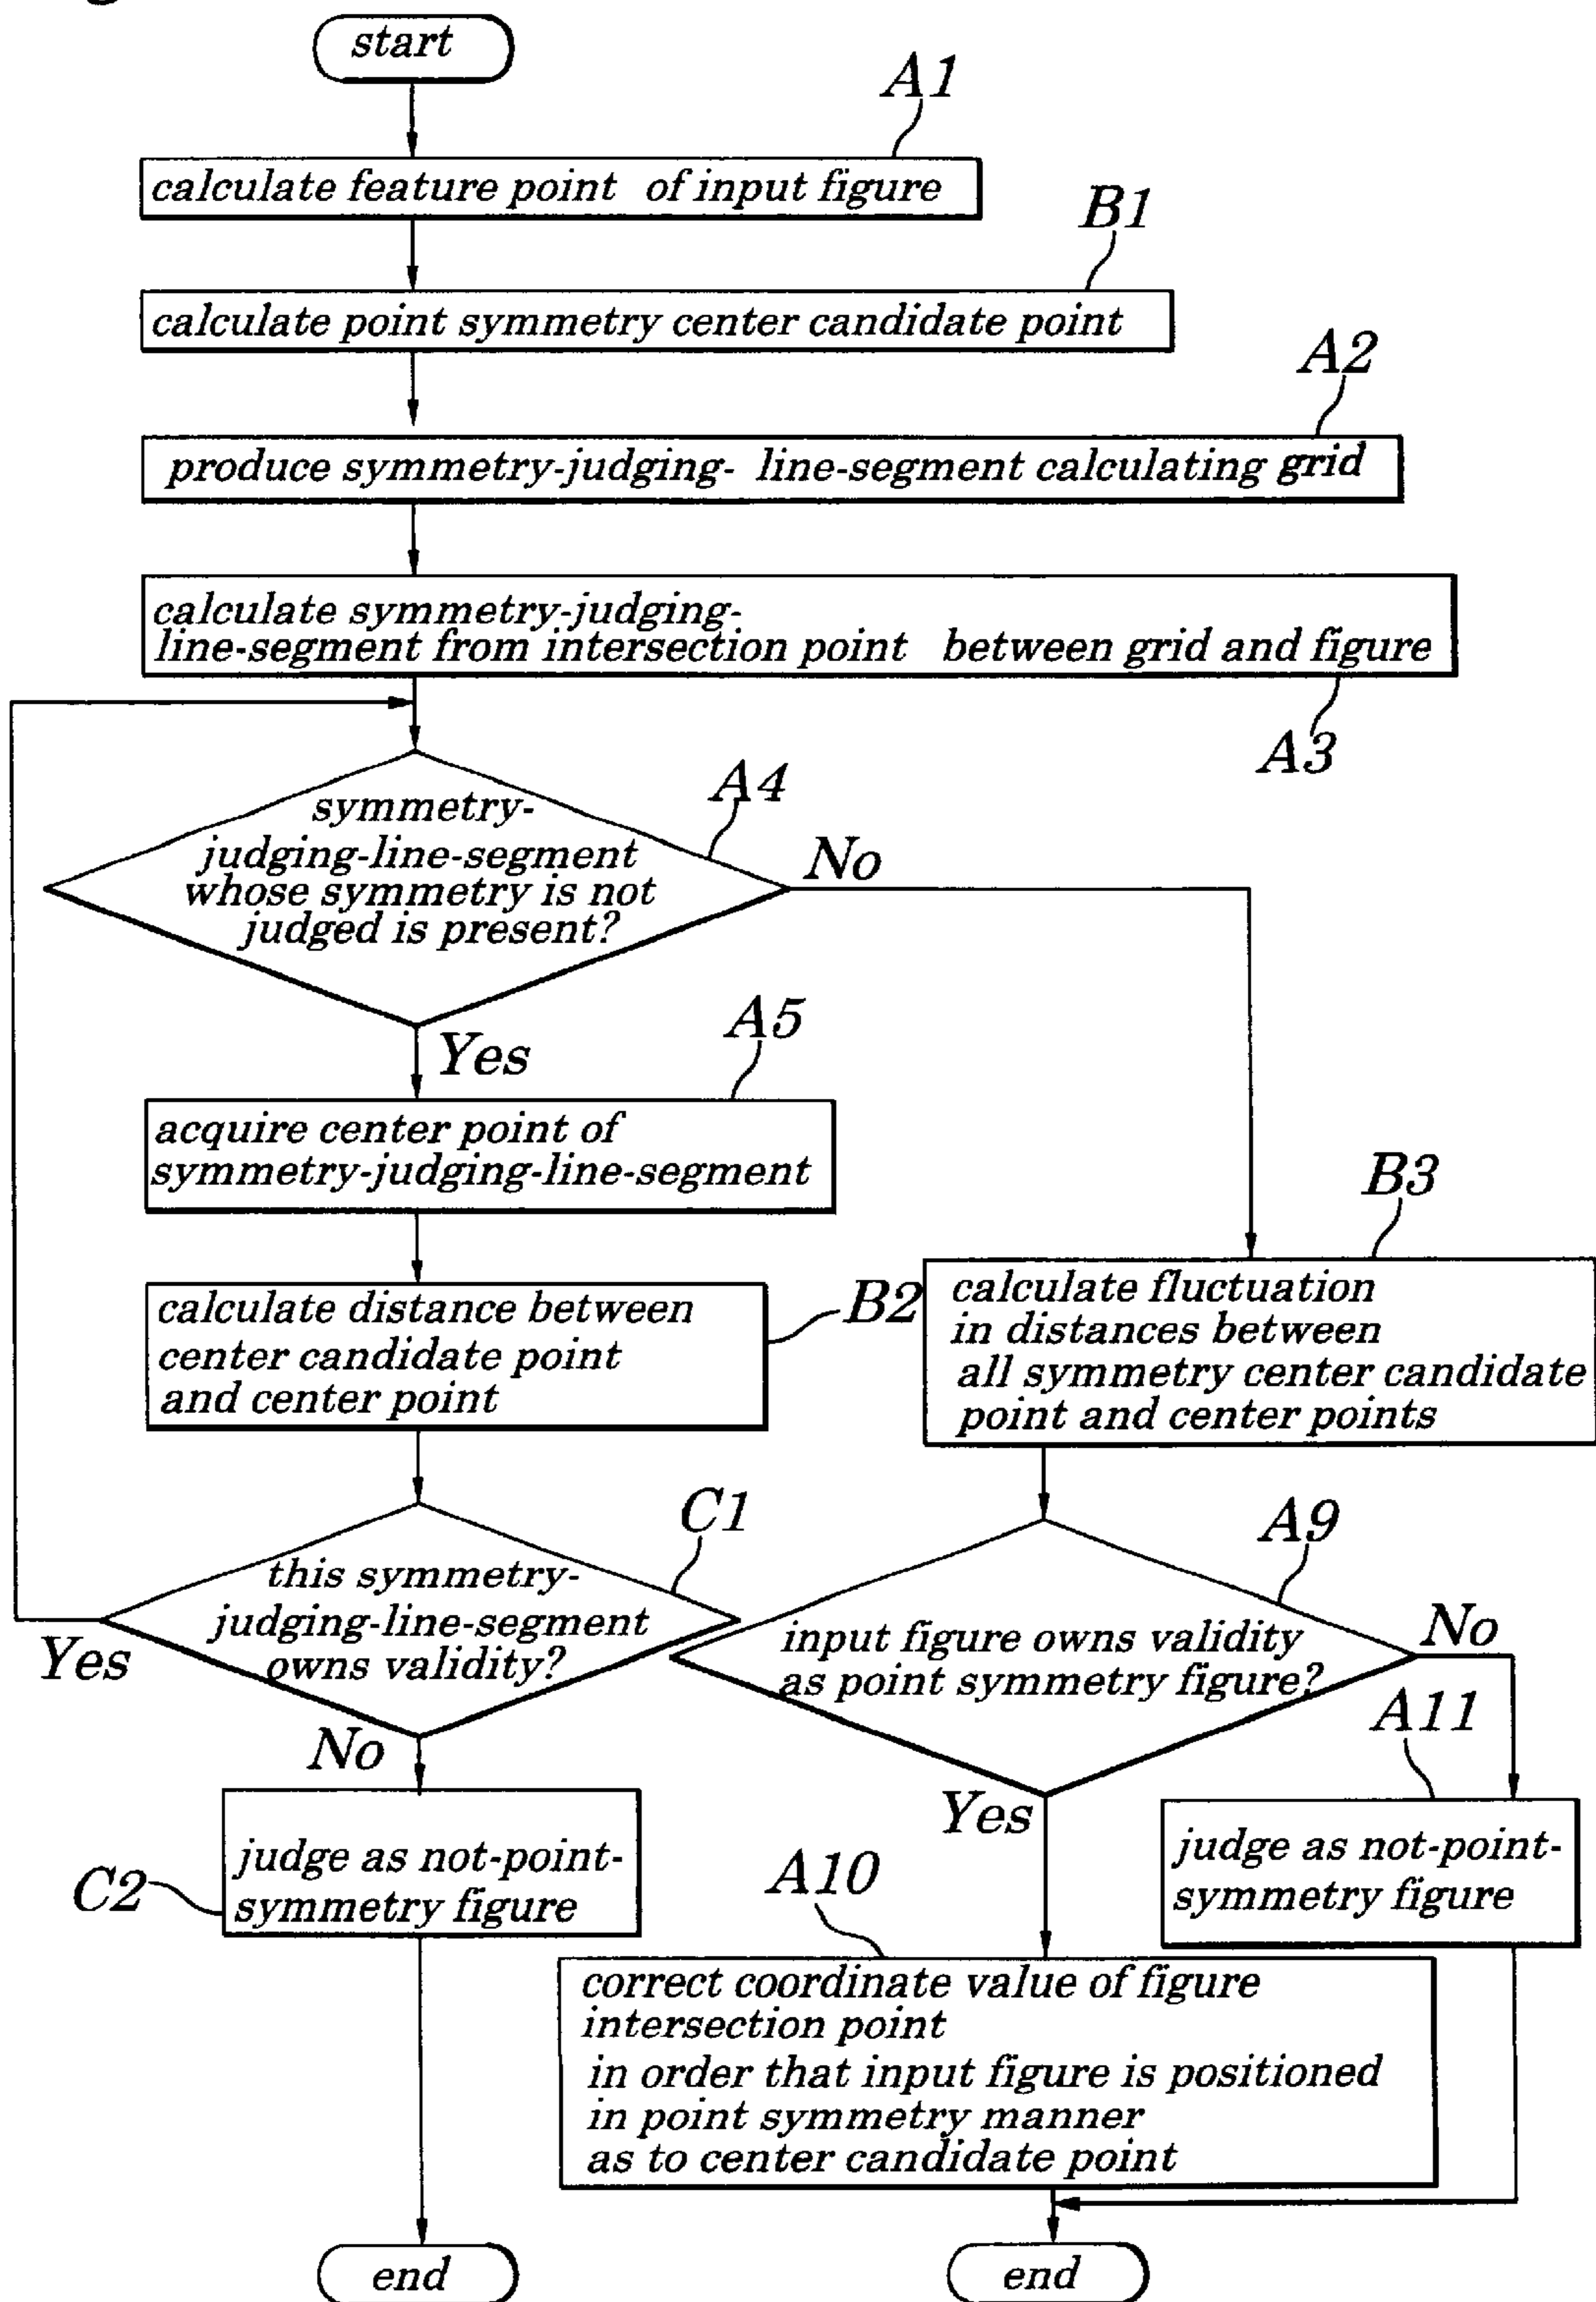 start
A1
calculate feature point of input figure
B1
calculate point symmetry center candidate point
A2
produce symmetry-judging- line-segment calculating grid
calculate symmetry-judging-
line-segment from intersection point between grid and figure
A3
A4
symmetry-
judging-line-segment
whose symmetry is not
judged is present?
No
Yes
A5
acquire center point of
symmetry-judging-line-segment
B2
calculate distance between
center candidate point
and center point
B3
calculate fluctuation
in distances between
all symmetry center candidate
point and center points
C1
this symmetry-
judging-line-segment
owns validity?
Yes
No
A9
input figure owns validity
as point symmetry figure?
No
Yes
A11
judge as not-point-
symmetry figure
C2
judge as not-point-
symmetry figure
A10
correct coordinate value of figure
intersection point
in order that input figure is positioned
in point symmetry manner
as to center candidate point
end
end